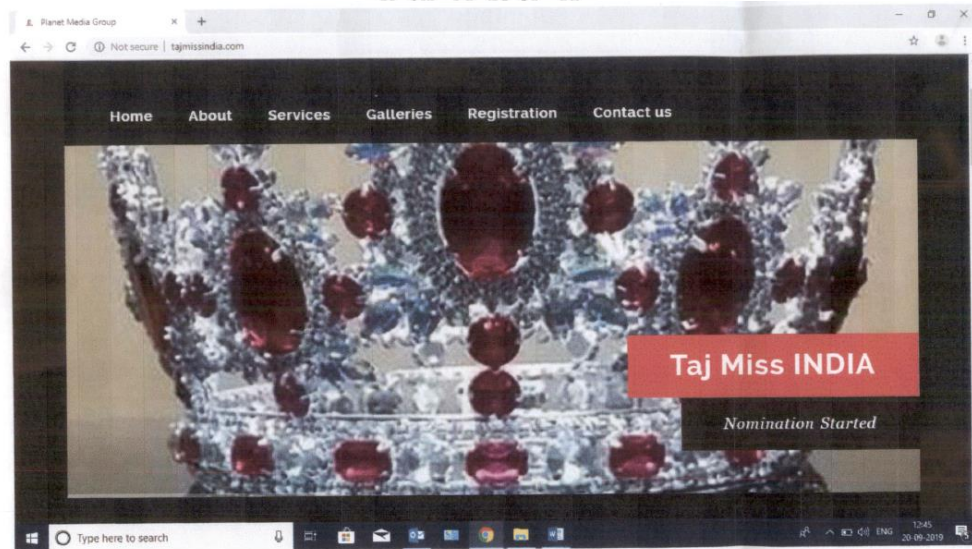 Planet Media Group
Not secure | tajmissindia.com
Home About Services Galleries Registration Contact us
Taj Miss INDIA
Nomination Started
Type here to search
ENG
12:45
20-09-2019